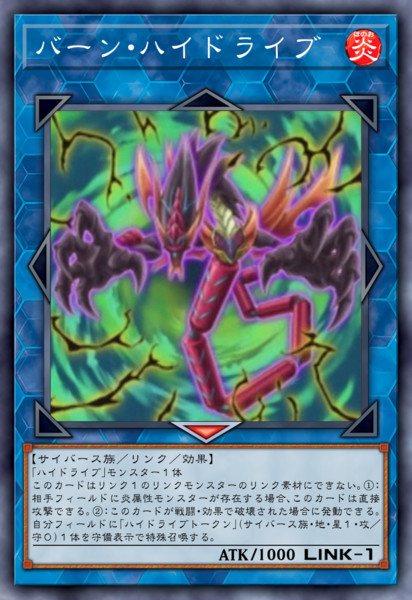 バーン・ハイドライブ
ほのお
炎
【サイバース族／リンク／効果】
「ハイドライブ」モンスター１体
このカードはリンク１のリンクモンスターのリンク素材にできない。①:
相手フィールドに炎属性モンスターが存在する場合、このカードは直接
攻撃できる。②:このカードが戦闘・効果で破壊された場合に発動できる。
自分フィールドに「ハイドライブトークン」(サイバース族・地・星１・攻／
守０)１体を守備表示で特殊召喚する。
ATK/1000 LINK-1